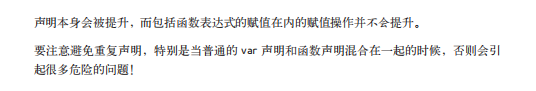 声明本身会被提升，而包括函数表达式的赋值在内的赋值操作并不会提升。
要注意避免重复声明，特别是当普通的 var 声明和函数声明混合在一起的时候，否则会引
起很多危险的问题！